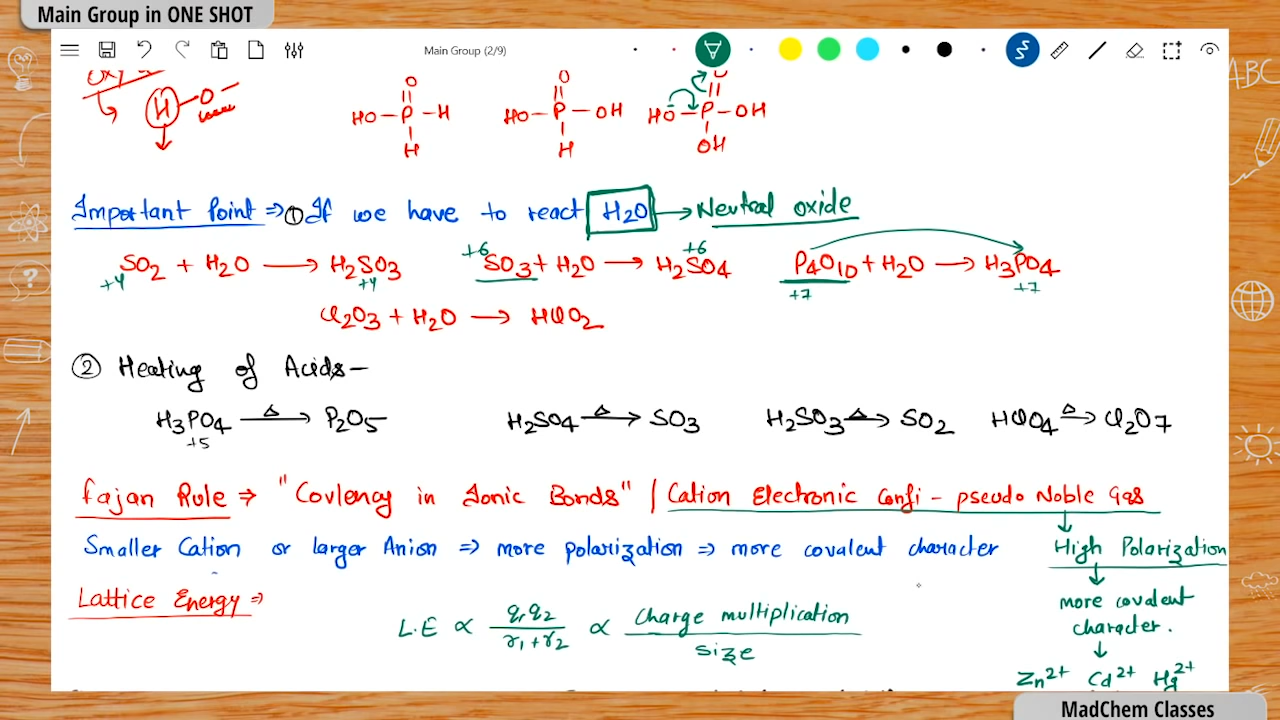 Main Group in ONE SHOT
Main Group (2/9)
H - O -
O O O
HO - P - H HO - P - OH HO - P - OH
H H OH
Important Point ⇒ ① If we have to react H2O → Neutral oxide
+6 +6
SO2 + H2O → H2SO3 SO3 + H2O → H2SO4 P4O10 + H2O → H3PO4
+4 +4 +7 +7
Cl2O3 + H2O → HClO2
② Heating of Acids -
H3PO4 —Δ→ P2O5 H2SO4 —Δ→ SO3 H2SO3 —Δ→ SO2 HClO4 —Δ→ Cl2O7
+5
Fajan Rule ⇒ "Covlency in Ionic Bonds" | Cation Electronic Confi - pseudo Noble Gas
Smaller Cation or larger Anion ⇒ more polarization ⇒ more covalent character
High Polarization
Lattice Energy ⇒
L.E ∝ q1q2 / r1+r2 ∝ Charge multiplication / size
more covalent
character.
Zn2+ Cd2+ Hg2+
MadChem Classes